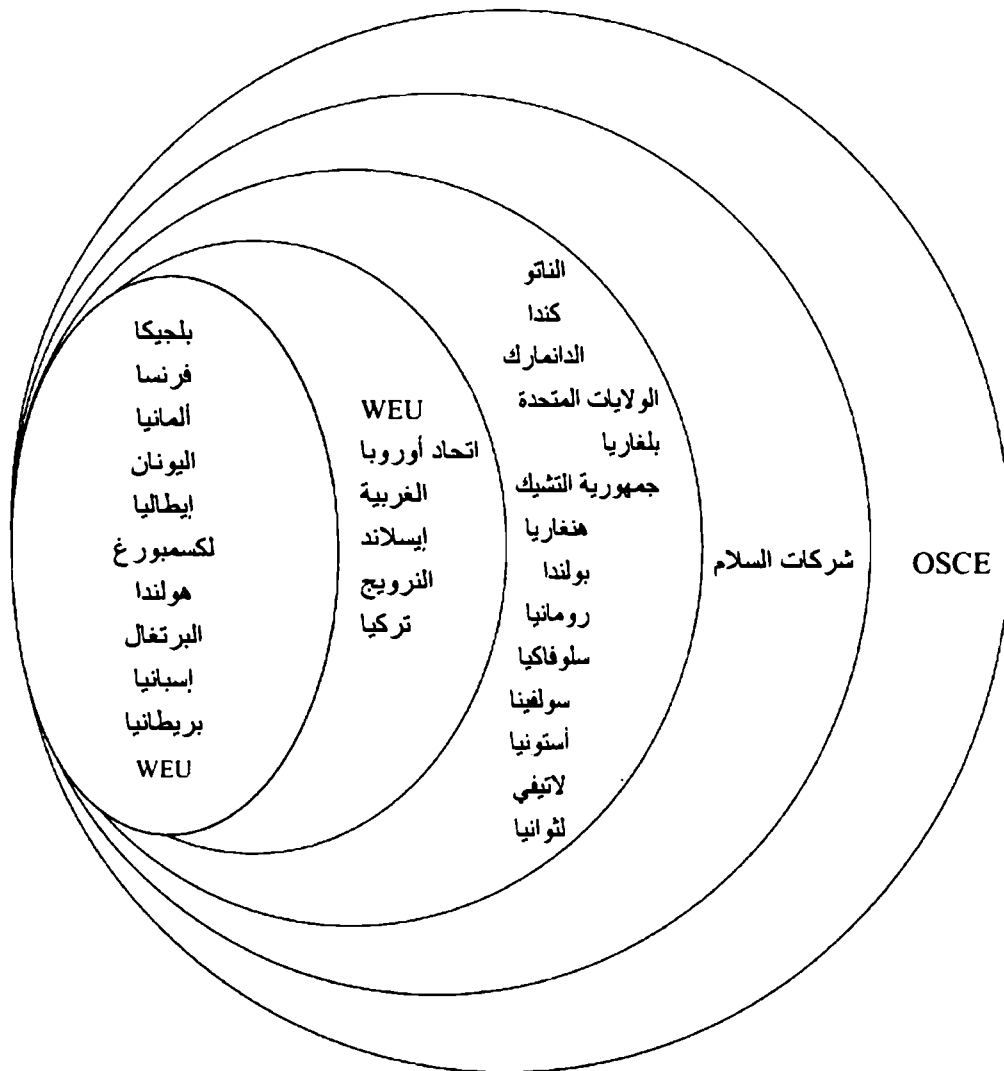 بلجيكا
فرنسا
ألمانيا
اليونان
إيطاليا
لكسمبورغ
هولندا
البرتغال
إسبانيا
بريطانيا
WEU
WEU
اتحاد أوروبا
الغربية
إيسلاند
النرويج
تركيا
الناتو
كندا
الدانمارك
الولايات المتحدة
بلغاريا
جمهورية التشيك
هنغاريا
بولندا
رومانيا
سلوفاكيا
سولفينا
أستونيا
لاتيفي
لثوانيا
شركات السلام
OSCE